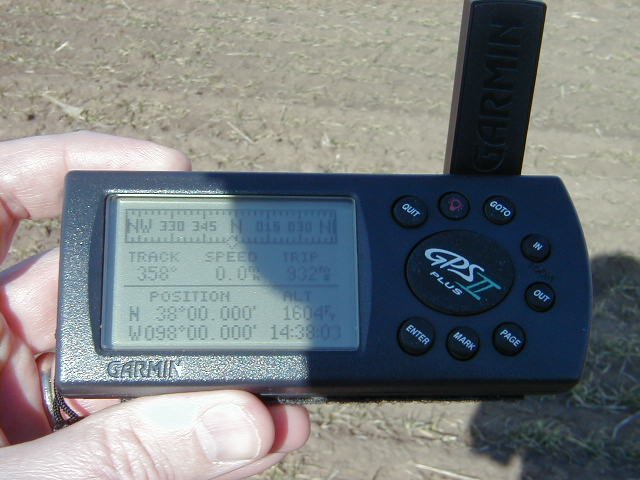 GARMIN
NW 330 345 N 015 030 N
TRACK SPEED TRIP
358° 0.0 932
POSITION ALT
N 38°00.000' 1604
W098°00.000' 14:38:03
GARMIN
QUIT
GOTO
IN
OUT
GPS II
PLUS
ENTER
MARK
PAGE